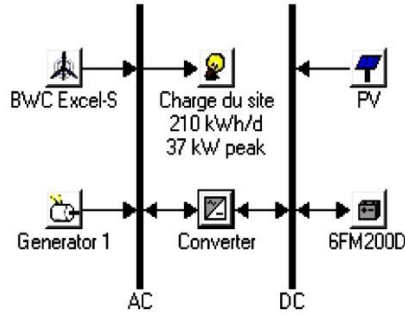 BWC Excel-S
Charge du site
210 kWh/d
37 kW peak
PV
Generator 1
Converter
6FM200D
AC
DC